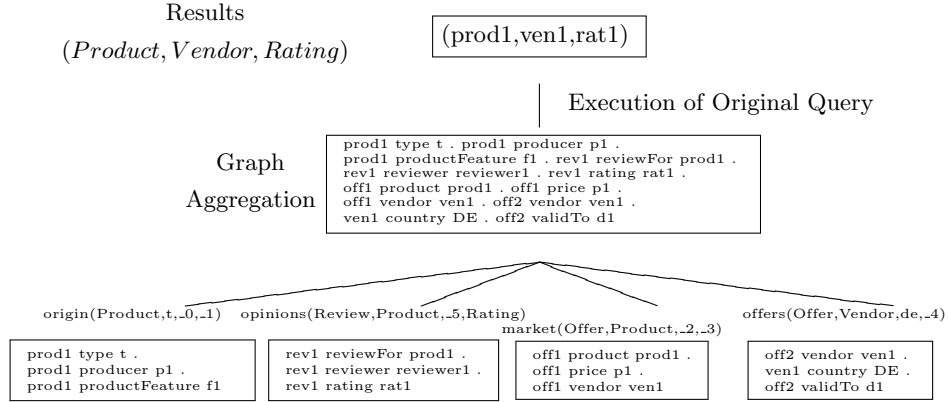 Results
(Product, Vendor, Rating)
(prod1,ven1,rat1)
Execution of Original Query
Graph
Aggregation
prod1 type t . prod1 producer p1 .
prod1 productFeature f1 . rev1 reviewFor prod1 .
rev1 reviewer reviewer1 . rev1 rating rat1 .
off1 product prod1 . off1 price p1 .
off1 vendor ven1 . off2 vendor ven1 .
ven1 country DE . off2 validTo d1
origin(Product,t,_0,_1)
prod1 type t .
prod1 producer p1 .
prod1 productFeature f1
opinions(Review,Product,_5,Rating)
rev1 reviewFor prod1 .
rev1 reviewer reviewer1 .
rev1 rating rat1
market(Offer,Product,_2,_3)
off1 product prod1 .
off1 price p1 .
off1 vendor ven1
offers(Offer,Vendor,de,_4)
off2 vendor ven1 .
ven1 country DE .
off2 validTo d1